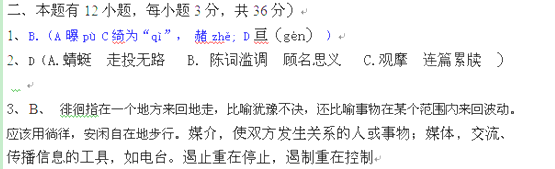 二、本题有12小题，每小题3分，共36分）
1、B.（A 曝 pù C 绮为“qǐ”，赭 zhě; D 亘（gèn））
2、D（A.蜻蜓 走投无路 B. 陈词滥调 顾名思义 C.观摩 连篇累牍 ）
3、B、 徘徊指在一个地方来回地走，比喻犹豫不决，还比喻事物在某个范围内来回波动。
应该用徜徉，安闲自在地步行。媒介，使双方发生关系的人或事物；媒体，交流、
传播信息的工具，如电台。遏止重在停止，遏制重在控制